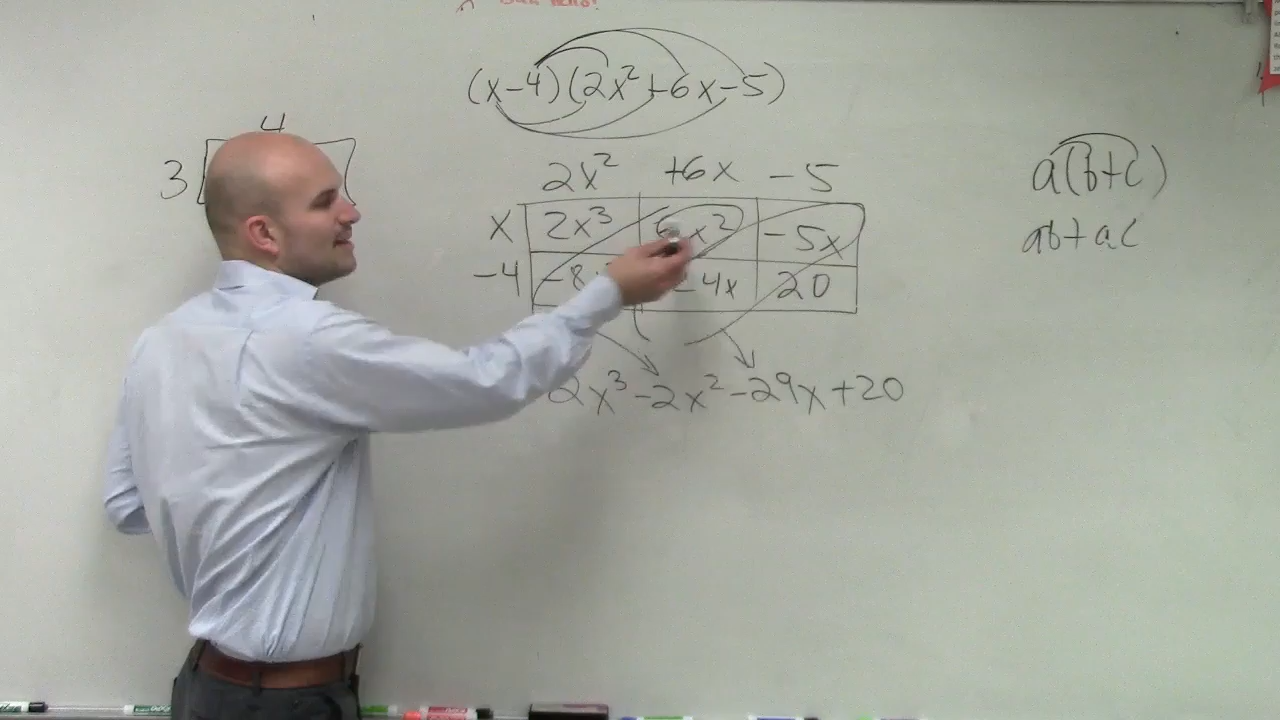 (x-4)(2x²+6x-5)
4
3
2x² +6x -5
x 2x³ 6x² -5x
-4 -8 4x 20
2x³-2x²-29x+20
a(b+c)
ab+ac